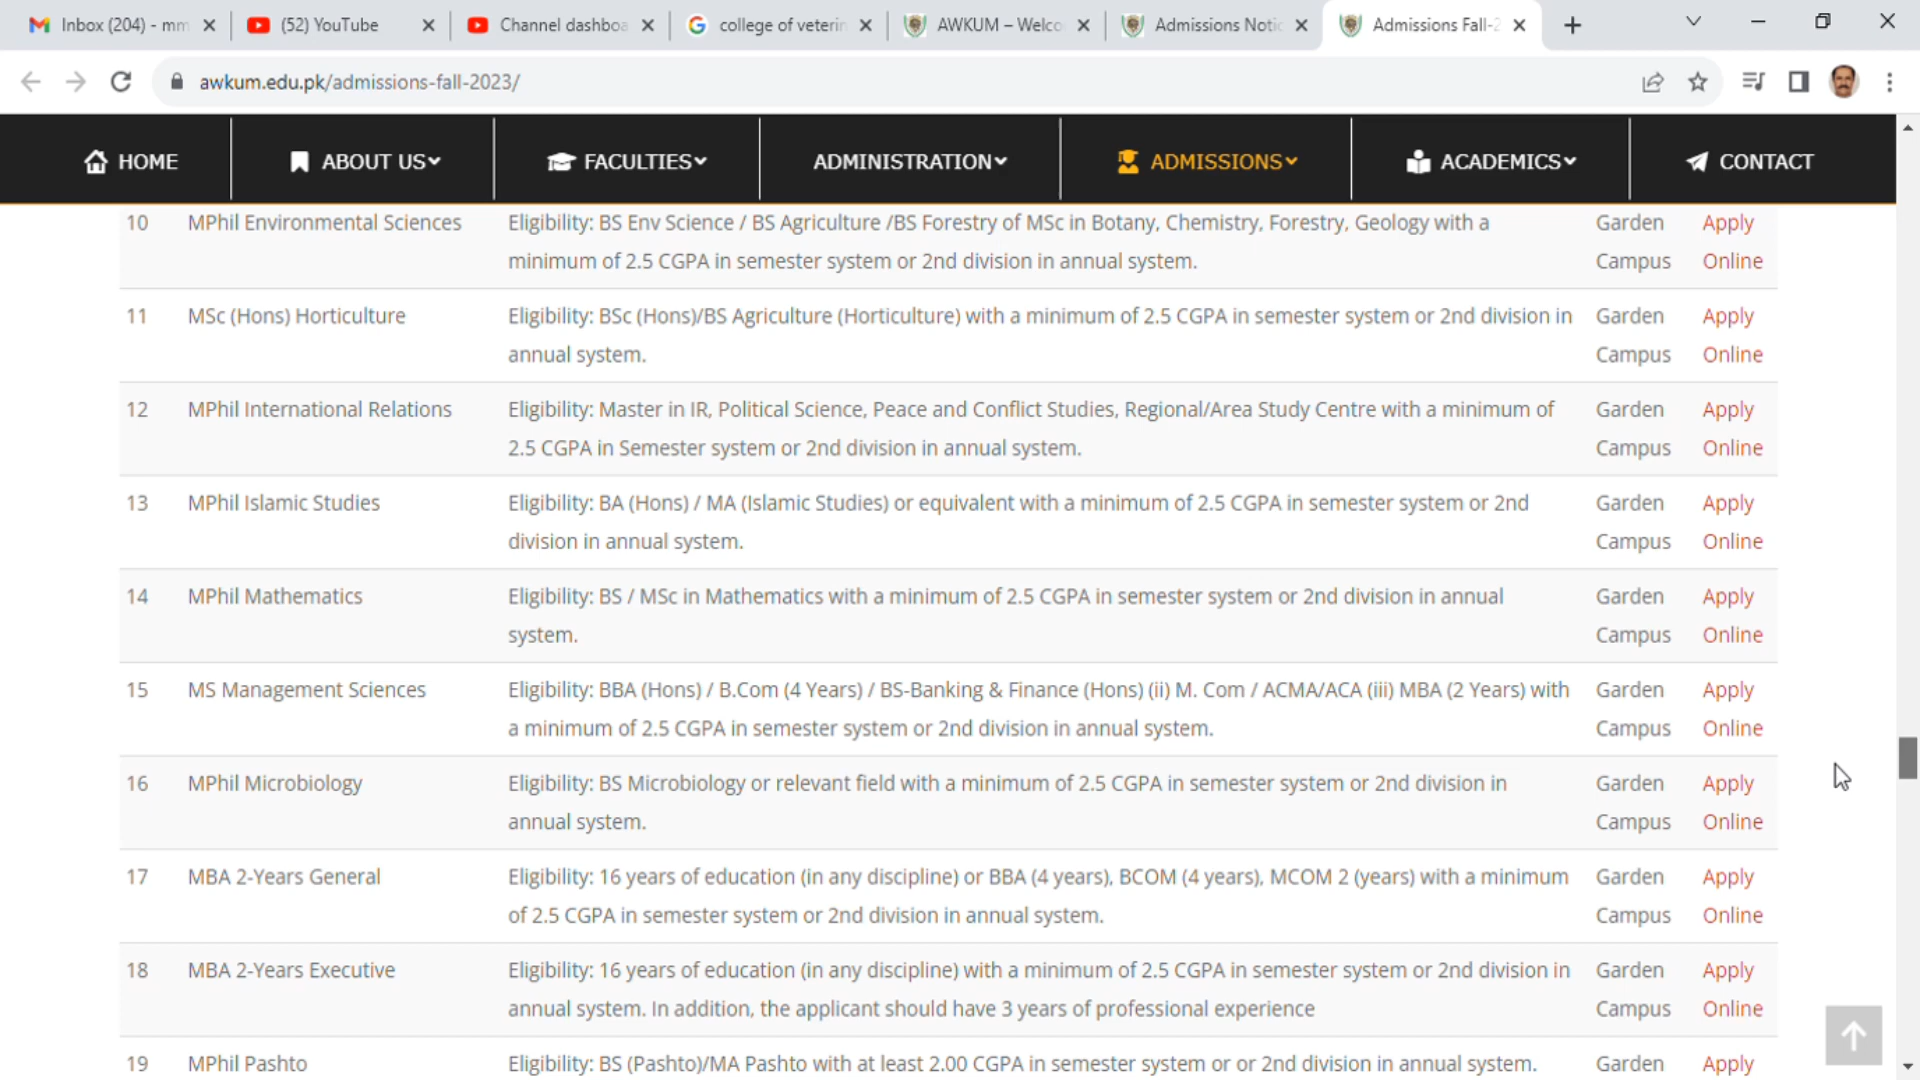 Inbox (204) - mm
(52) YouTube
Channel dashboa
college of veterin
AWKUM – Welco
Admissions Notic
Admissions Fall-2
awkum.edu.pk/admissions-fall-2023/
HOME
ABOUT US
FACULTIES
ADMINISTRATION
ADMISSIONS
ACADEMICS
CONTACT
10 MPhil Environmental Sciences Eligibility: BS Env Science / BS Agriculture /BS Forestry of MSc in Botany, Chemistry, Forestry, Geology with a Garden Apply
minimum of 2.5 CGPA in semester system or 2nd division in annual system. Campus Online
11 MSc (Hons) Horticulture Eligibility: BSc (Hons)/BS Agriculture (Horticulture) with a minimum of 2.5 CGPA in semester system or 2nd division in Garden Apply
annual system. Campus Online
12 MPhil International Relations Eligibility: Master in IR, Political Science, Peace and Conflict Studies, Regional/Area Study Centre with a minimum of Garden Apply
2.5 CGPA in Semester system or 2nd division in annual system. Campus Online
13 MPhil Islamic Studies Eligibility: BA (Hons) / MA (Islamic Studies) or equivalent with a minimum of 2.5 CGPA in semester system or 2nd Garden Apply
division in annual system. Campus Online
14 MPhil Mathematics Eligibility: BS / MSc in Mathematics with a minimum of 2.5 CGPA in semester system or 2nd division in annual Garden Apply
system. Campus Online
15 MS Management Sciences Eligibility: BBA (Hons) / B.Com (4 Years) / BS-Banking & Finance (Hons) (ii) M. Com / ACMA/ACA (iii) MBA (2 Years) with Garden Apply
a minimum of 2.5 CGPA in semester system or 2nd division in annual system. Campus Online
16 MPhil Microbiology Eligibility: BS Microbiology or relevant field with a minimum of 2.5 CGPA in semester system or 2nd division in Garden Apply
annual system. Campus Online
17 MBA 2-Years General Eligibility: 16 years of education (in any discipline) or BBA (4 years), BCOM (4 years), MCOM 2 (years) with a minimum Garden Apply
of 2.5 CGPA in semester system or 2nd division in annual system. Campus Online
18 MBA 2-Years Executive Eligibility: 16 years of education (in any discipline) with a minimum of 2.5 CGPA in semester system or 2nd division in Garden Apply
annual system. In addition, the applicant should have 3 years of professional experience Campus Online
19 MPhil Pashto Eligibility: BS (Pashto)/MA Pashto with at least 2.00 CGPA in semester system or or 2nd division in annual system. Garden Apply